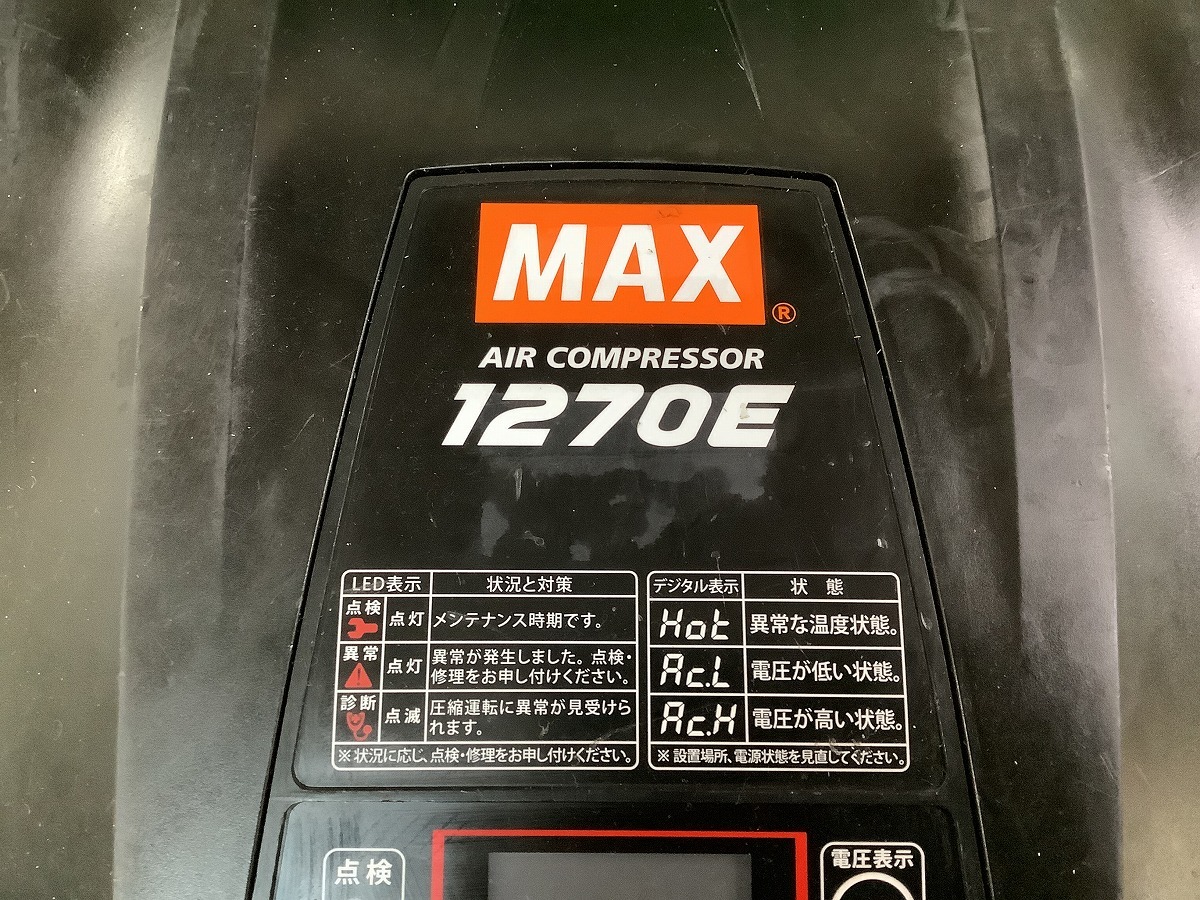 MAX
®
AIR COMPRESSOR
1270E
LED表示 状況と対策
点検 点灯 メンテナンス時期です。
異常 点灯 異常が発生しました。点検・
修理をお申し付けください。
診断 点滅 圧縮運転に異常が見受けら
れます。
※状況に応じ、点検・修理をお申し付けください。
デジタル表示 状 態
Hot 異常な温度状態。
Ac.L 電圧が低い状態。
Ac.H 電圧が高い状態。
※設置場所、電源状態を見直してください。
点検
電圧表示